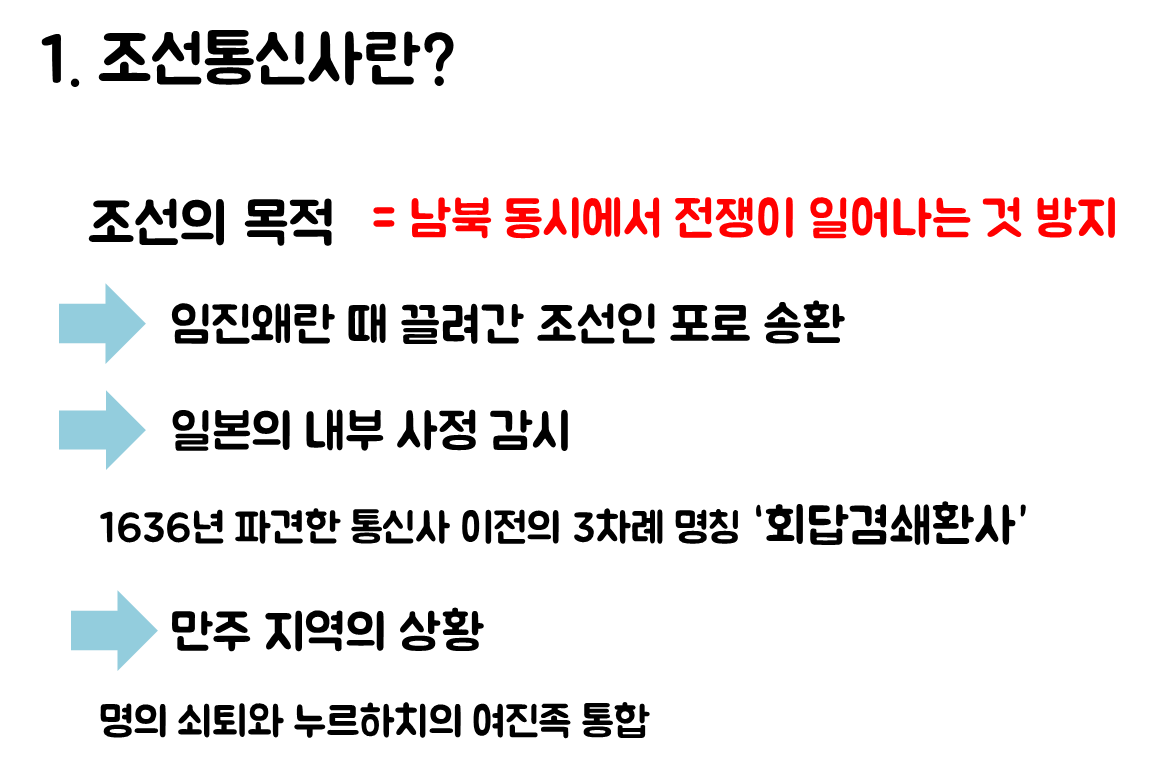 1. 조선통신사란?
조선의 목적 = 남북 동시에서 전쟁이 일어나는 것 방지
임진왜란 때 끌려간 조선인 포로 송환
일본의 내부 사정 감시
1636년 파견한 통신사 이전의 3차례 명칭 '회답겸쇄환사'
만주 지역의 상황
명의 쇠퇴와 누르하치의 여진족 통합